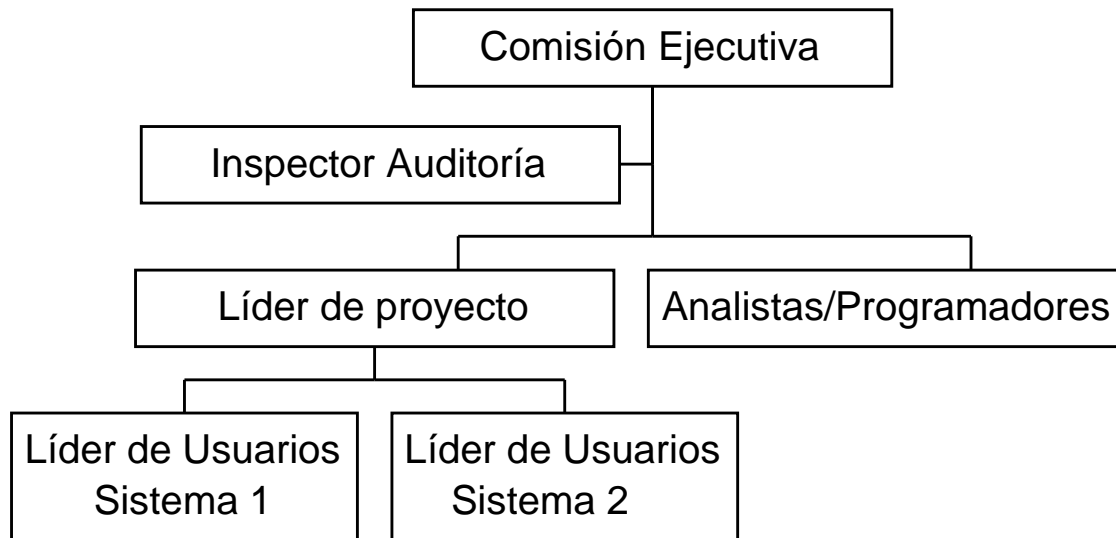 Comisión Ejecutiva
Inspector Auditoría
Líder de proyecto
Analistas/Programadores
Líder de Usuarios
Sistema 1
Líder de Usuarios
Sistema 2